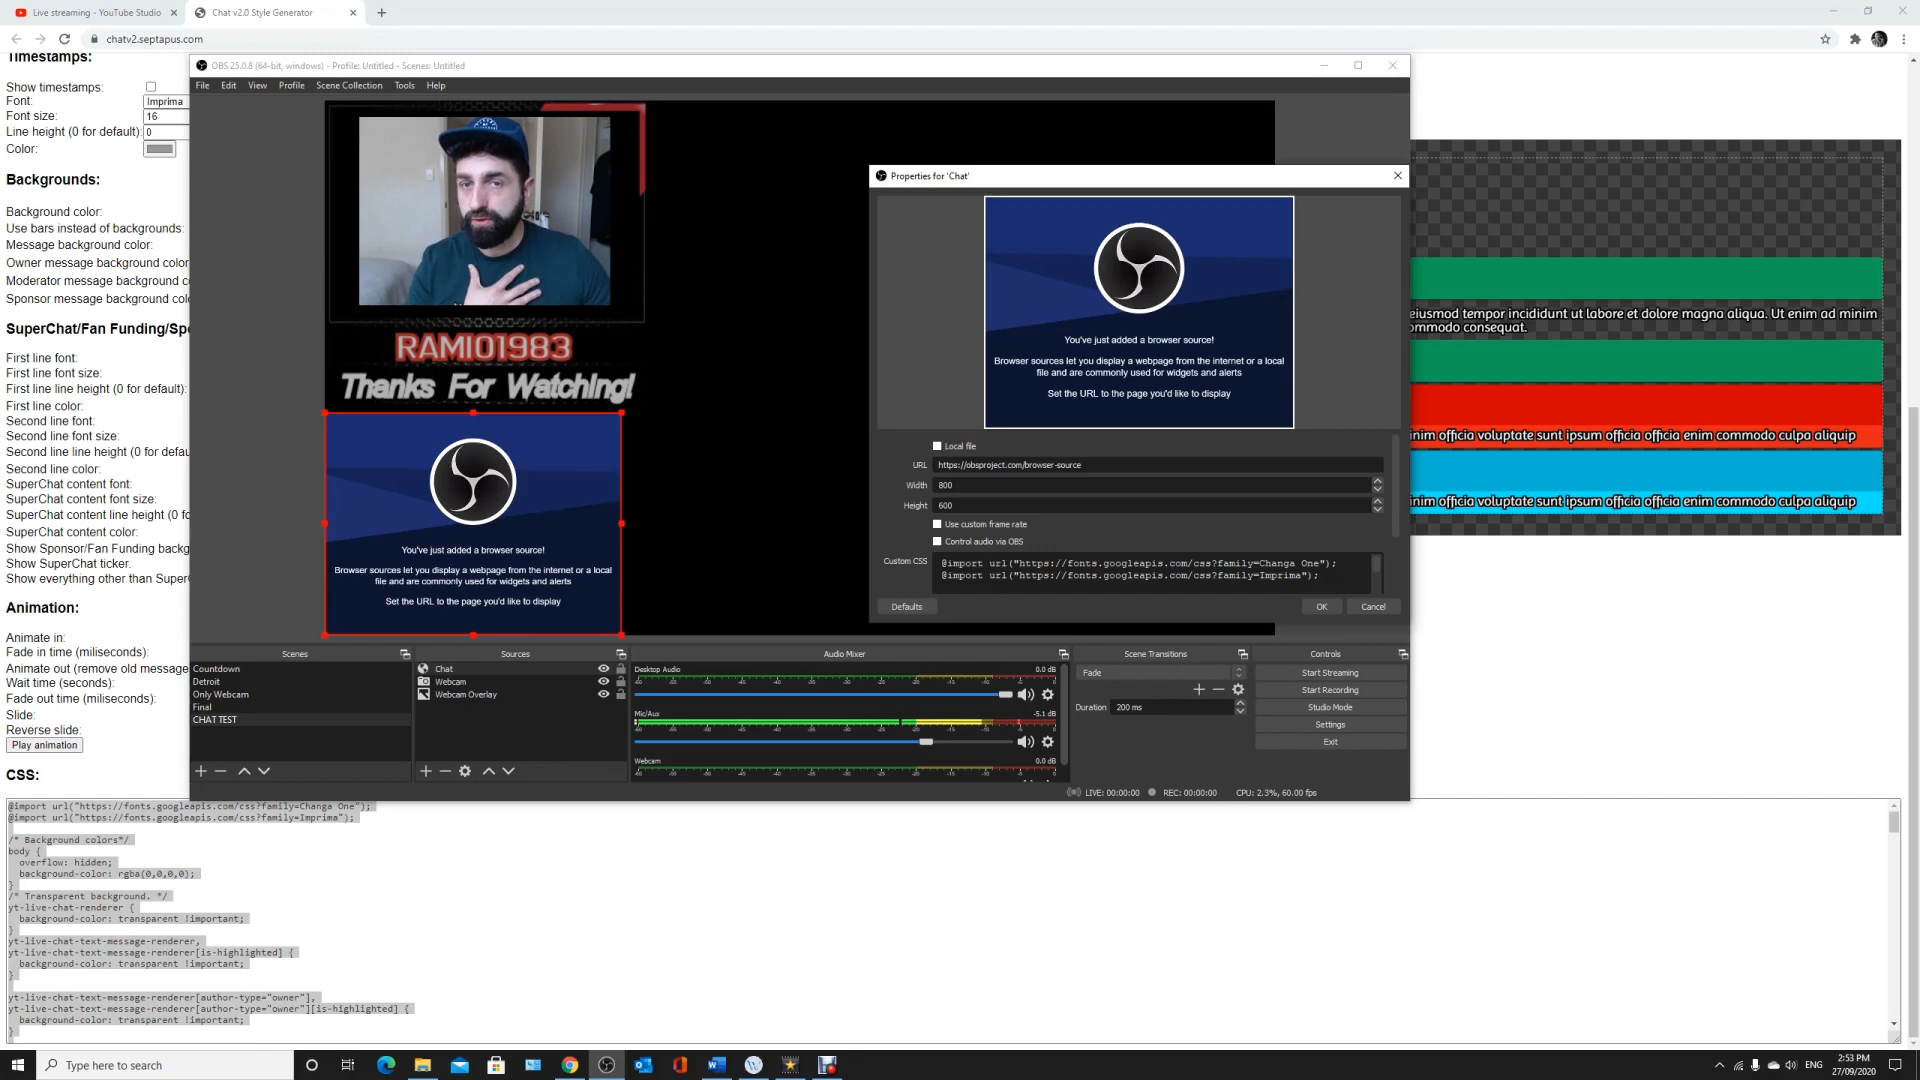 Live streaming - YouTube Studio
Chat v2.0 Style Generator
chatv2.septapus.com
Timestamps:
Show timestamps:
Font:
Imprima
Font size:
16
Line height (0 for default):
0
Color:
Backgrounds:
Background color:
Use bars instead of backgrounds:
Message background color:
Owner message background color
Moderator message background c
Sponsor message background colo
SuperChat/Fan Funding/Spo
First line font:
First line font size:
First line line height (0 for default):
First line color:
Second line font:
Second line font size:
Second line line height (0 for defau
Second line color:
SuperChat content font:
SuperChat content font size:
SuperChat content line height (0 fo
SuperChat content color:
Show Sponsor/Fan Funding backg
Show SuperChat ticker.
Show everything other than Super
Animation:
Animate in:
Fade in time (miliseconds):
Animate out (remove old message
Wait time (seconds):
Fade out time (miliseconds):
Slide:
Reverse slide:
Play animation
CSS:
@import url("https://fonts.googleapis.com/css?family=Changa One");
@import url("https://fonts.googleapis.com/css?family=Imprima");
/* Background colors*/
body {
overflow: hidden;
background-color: rgba(0,0,0,0);
}
/* Transparent background. */
yt-live-chat-renderer {
background-color: transparent !important;
}
yt-live-chat-text-message-renderer,
yt-live-chat-text-message-renderer[is-highlighted] {
background-color: transparent !important;
}
yt-live-chat-text-message-renderer[author-type="owner"],
yt-live-chat-text-message-renderer[author-type="owner"][is-highlighted] {
background-color: transparent !important;
}
OBS 25.0.8 (64-bit, windows) - Profile: Untitled - Scenes: Untitled
File Edit View Profile Scene Collection Tools Help
RAMI01983
Thanks For Watching!
You've just added a browser source!
Browser sources let you display a webpage from the internet or a local
file and are commonly used for widgets and alerts
Set the URL to the page you'd like to display
Properties for 'Chat'
You've just added a browser source!
Browser sources let you display a webpage from the internet or a local
file and are commonly used for widgets and alerts
Set the URL to the page you'd like to display
Local file
URL https://obsproject.com/browser-source
Width 800
Height 600
Use custom frame rate
Control audio via OBS
Custom CSS
@import url("https://fonts.googleapis.com/css?family=Changa One");
@import url("https://fonts.googleapis.com/css?family=Imprima");
Defaults
OK
Cancel
eiusmod tempor incididunt ut labore et dolore magna aliqua. Ut enim ad minim
ommodo consequat.
inim officia voluptate sunt ipsum officia officia enim commodo culpa aliquip
inim officia voluptate sunt ipsum officia officia enim commodo culpa aliquip
Scenes
Countdown
Detroit
Only Webcam
Final
CHAT TEST
Sources
Chat
Webcam
Webcam Overlay
Audio Mixer
Desktop Audio 0.0 dB
Mic/Aux -5.1 dB
Webcam 0.0 dB
Scene Transitions
Fade
Duration 200 ms
Controls
Start Streaming
Start Recording
Studio Mode
Settings
Exit
LIVE: 00:00:00 REC: 00:00:00 CPU: 2.3%, 60.00 fps
Type here to search
ENG
2:53 PM
27/09/2020